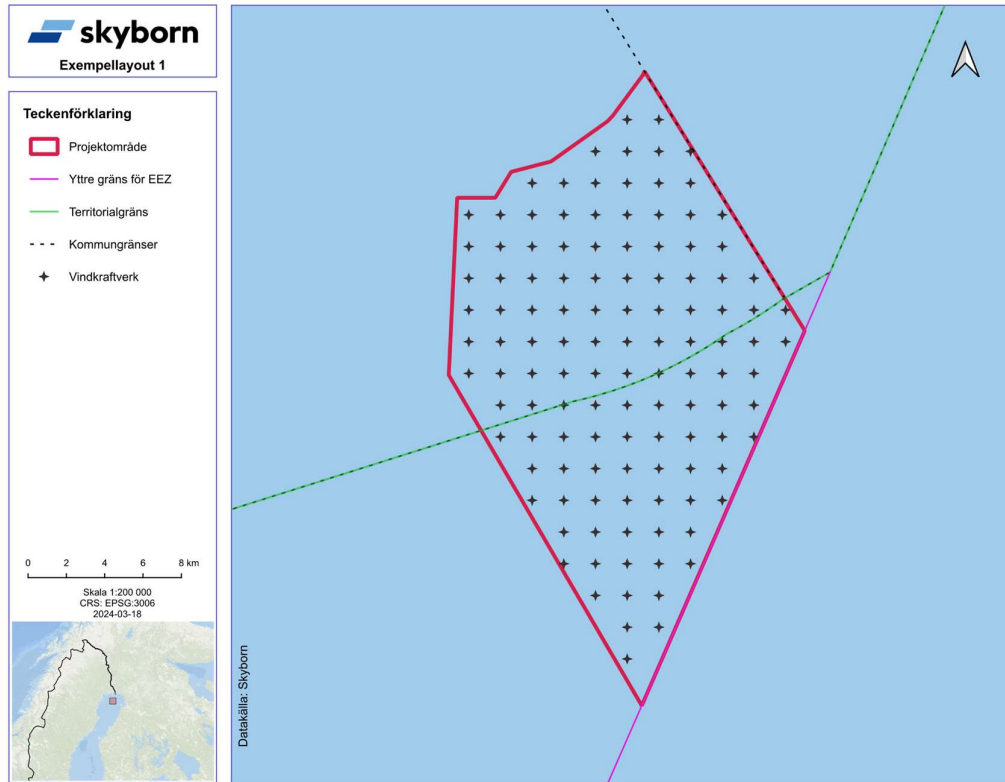 skyborn
Exempellayout 1
Teckenförklaring
Projektområde
Yttre gräns för EEZ
Territorialgräns
Kommungränser
Vindkraftverk
0 2 4 6 8 km
Skala 1:200 000
CRS: EPSG:3006
2024-03-18
Datakälla: Skyborn